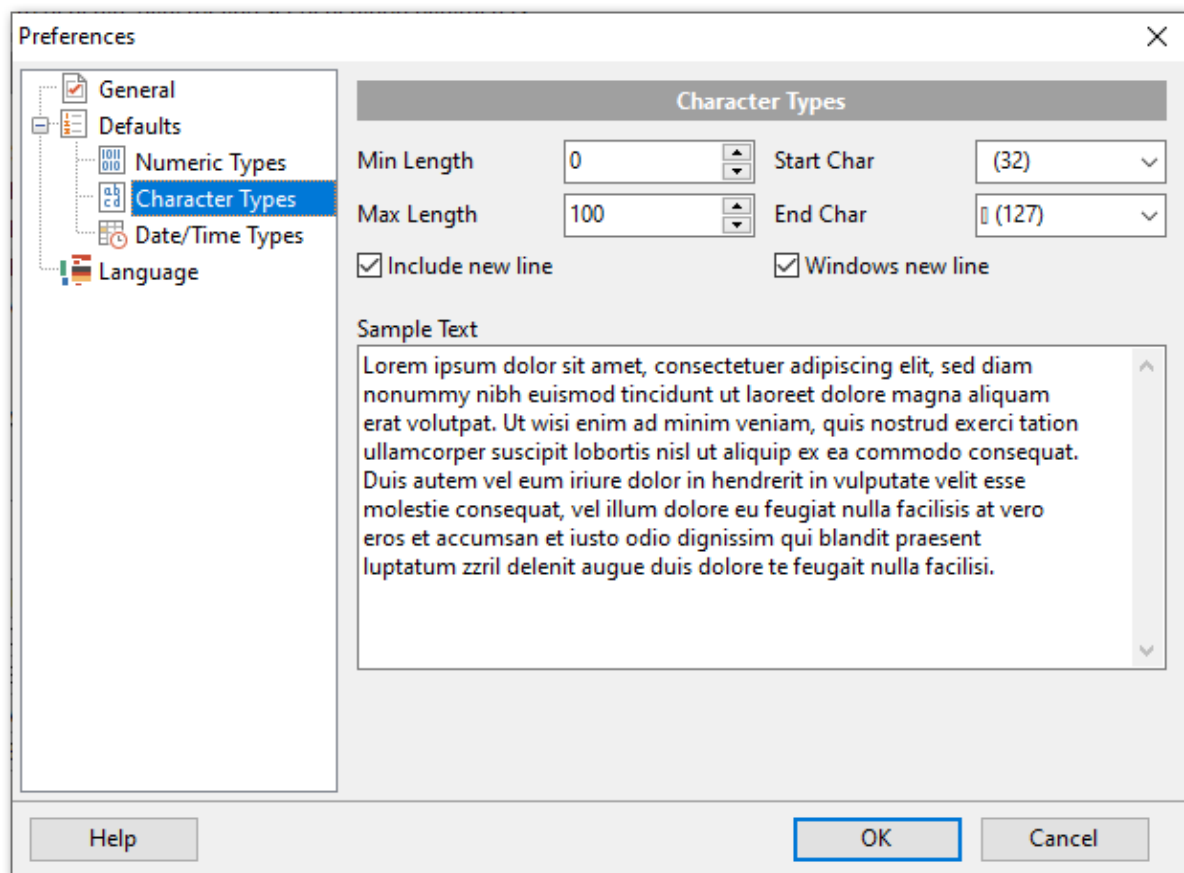 Preferences
General
Defaults
Numeric Types
Character Types
Date/Time Types
Language
Character Types
Min Length 0 Start Char (32)
Max Length 100 End Char ▯ (127)
Include new line Windows new line
Sample Text
Lorem ipsum dolor sit amet, consectetuer adipiscing elit, sed diam
nonummy nibh euismod tincidunt ut laoreet dolore magna aliquam
erat volutpat. Ut wisi enim ad minim veniam, quis nostrud exerci tation
ullamcorper suscipit lobortis nisl ut aliquip ex ea commodo consequat.
Duis autem vel eum iriure dolor in hendrerit in vulputate velit esse
molestie consequat, vel illum dolore eu feugiat nulla facilisis at vero
eros et accumsan et iusto odio dignissim qui blandit praesent
luptatum zzril delenit augue duis dolore te feugait nulla facilisi.
Help OK Cancel